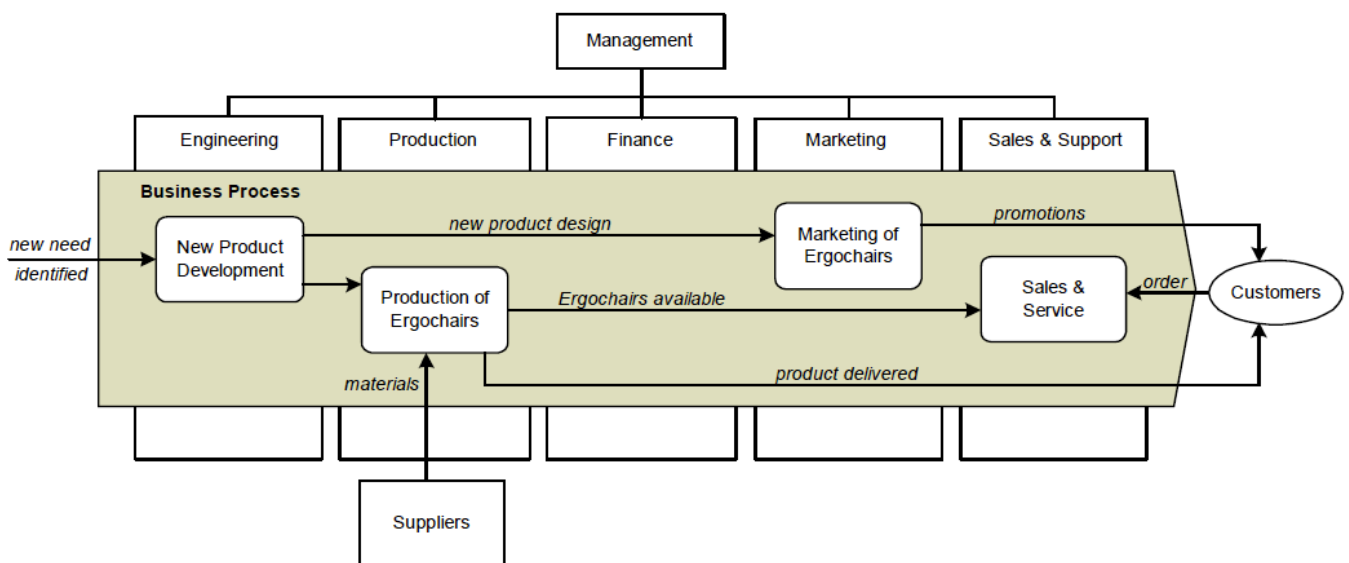 Management
Engineering
Production
Finance
Marketing
Sales & Support
Business Process
new need
identified
New Product
Development
new product design
Marketing of
Ergochairs
promotions
Production of
Ergochairs
Ergochairs available
Sales &
Service
order
Customers
materials
product delivered
Suppliers